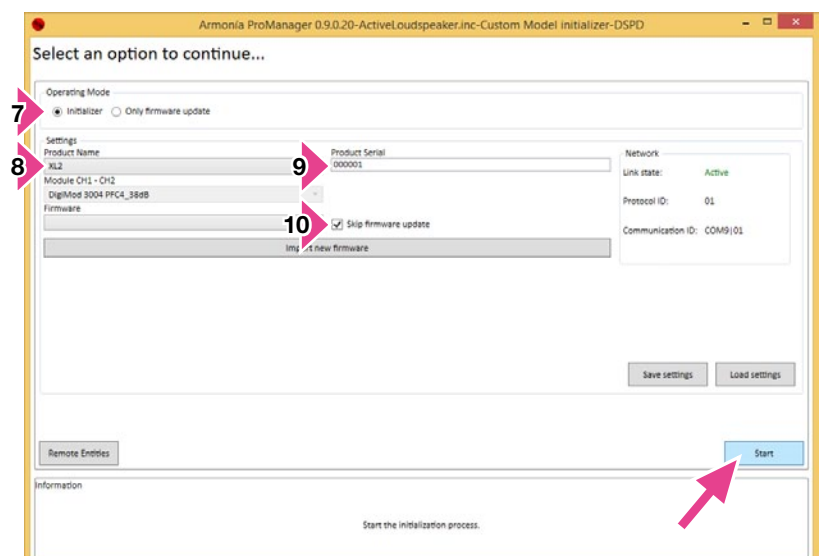 Armonía ProManager 0.9.0.20-ActiveLoudspeaker.inc-Custom Model initializer-DSPD
Select an option to continue...
Operating Mode
7 Initializer Only firmware update
Settings
Product Name Product Serial Network
8 XL2 9 000001
Link state: Active
Module CH1 - CH2
DigiMod 3004 PFC4_38dB
Protocol ID: 01
Firmware
10 Skip firmware update
Communication ID: COM9|01
Import new firmware
Save settings Load settings
Remote Entities Start
Information
Start the initialization process.